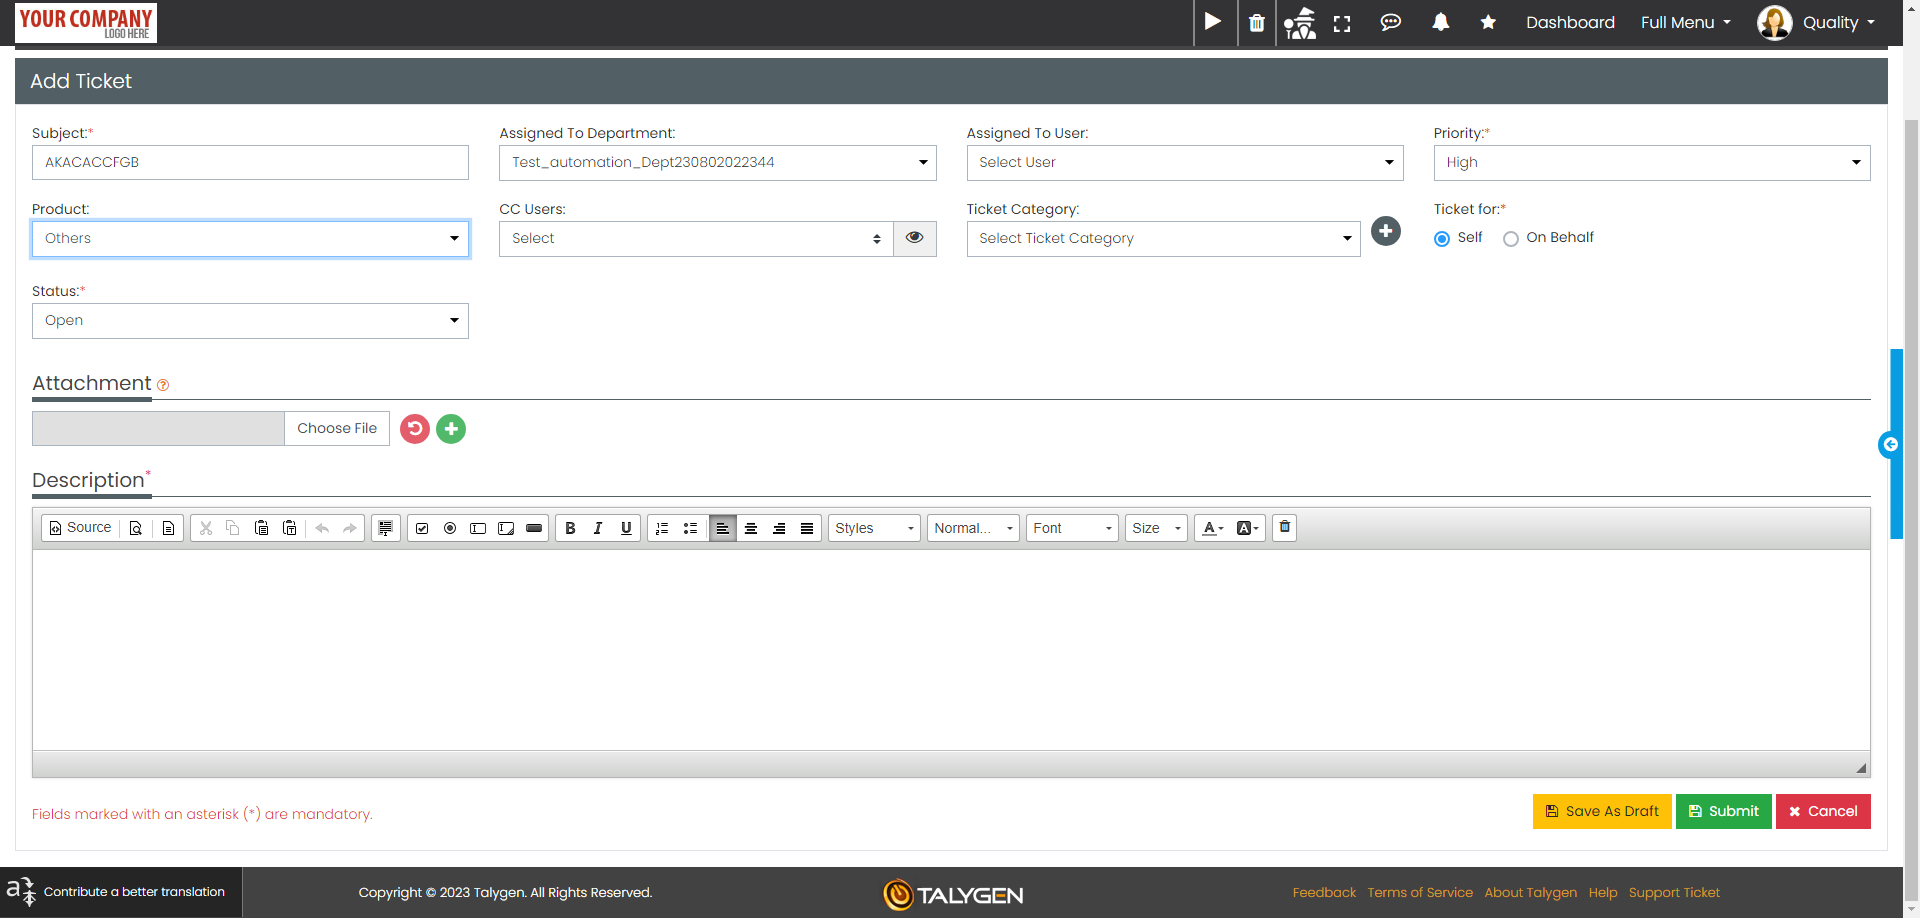 YOUR COMPANY
LOGO HERE
Dashboard
Full Menu
Quality
Add Ticket
Subject:*
Assigned To Department:
Assigned To User:
Priority:*
AKACACCFGB
Test_automation_Dept230802022344
Select User
High
Product:
CC Users:
Ticket Category:
Ticket for:*
Others
Select
Select Ticket Category
Self
On Behalf
Status:*
Open
Attachment
Choose File
Description*
Source
B I U
Styles
Normal...
Font
Size
A
A
Fields marked with an asterisk (*) are mandatory.
Save As Draft
Submit
Cancel
Contribute a better translation
Copyright © 2023 Talygen. All Rights Reserved.
TALYGEN
Feedback
Terms of Service
About Talygen
Help
Support Ticket